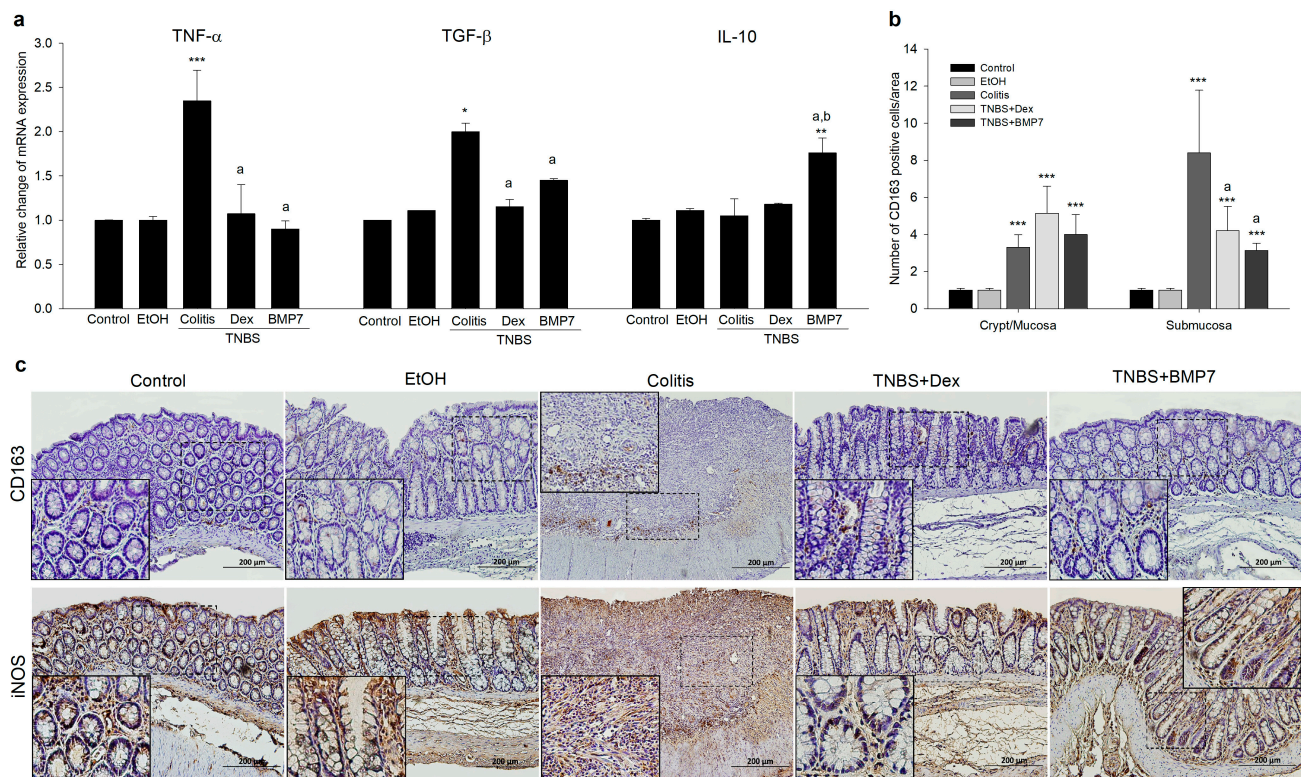 a
TNF-α TGF-β IL-10
Relative change of mRNA expression
3.0
2.5
2.0
1.5
1.0
0.5
0.0
***
a
a
*
a
a
a,b
**
Control EtOH Colitis Dex BMP7
TNBS
Control EtOH Colitis Dex BMP7
TNBS
Control EtOH Colitis Dex BMP7
TNBS
b
Number of CD163 positive cells/area
14
12
10
8
6
4
2
0
Control
EtOH
Colitis
TNBS+Dex
TNBS+BMP7
***
***
***
***
a
***
a
***
Crypt/Mucosa Submucosa
c
Control EtOH Colitis TNBS+Dex TNBS+BMP7
CD163
200 µm 200 µm 200 µm 200 µm 200 µm
iNOS
200 µm 200 µm 200 µm 200 µm 200 µm